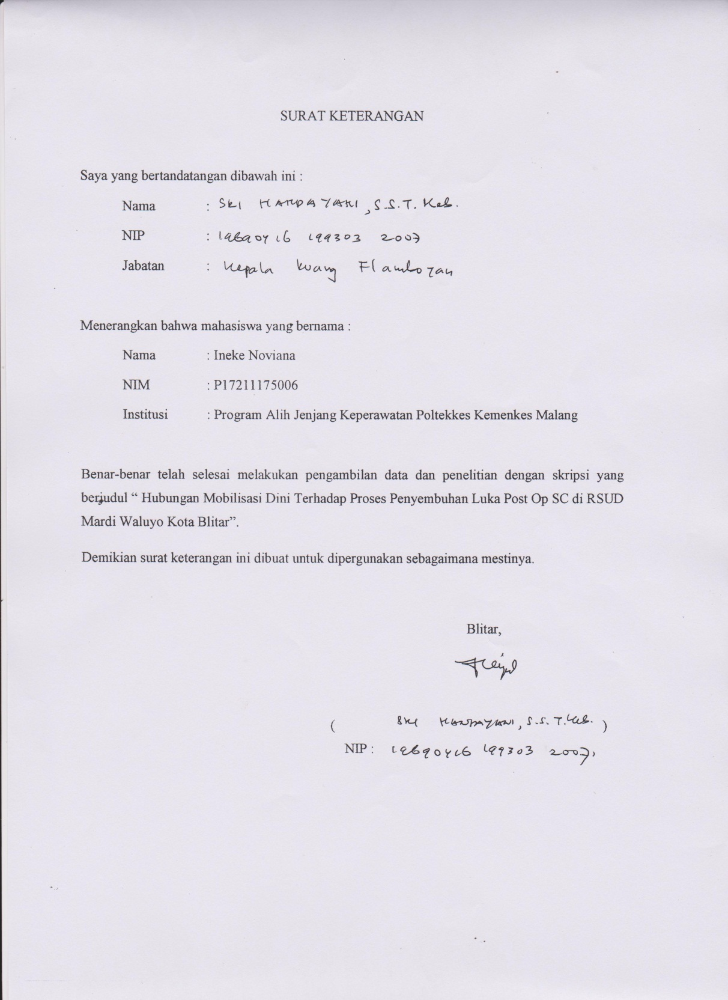 SURAT KETERANGAN
Saya yang bertandatangan dibawah ini :
Nama : SRI HANDAYANI, S.S.T. Keb.
NIP : 19690416 199303 2007
Jabatan : Kepala Ruang Flamboyan
Menerangkan bahwa mahasiswa yang bernama :
Nama : Ineke Noviana
NIM : P17211175006
Institusi : Program Alih Jenjang Keperawatan Poltekkes Kemenkes Malang
Benar-benar telah selesai melakukan pengambilan data dan penelitian dengan skripsi yang
berjudul “ Hubungan Mobilisasi Dini Terhadap Proses Penyembuhan Luka Post Op SC di RSUD
Mardi Waluyo Kota Blitar”.
Demikian surat keterangan ini dibuat untuk dipergunakan sebagaimana mestinya.
Blitar,
( SRI HANDAYANI, S.S.T. Keb. )
NIP : 19690416 199303 2007